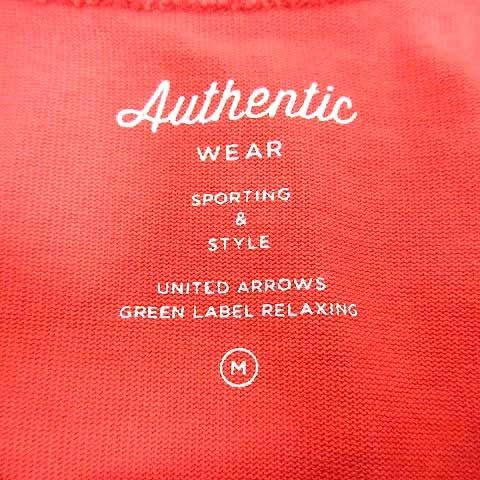 Authentic
WEAR
SPORTING
&
STYLE
UNITED ARROWS
GREEN LABEL RELAXING
M